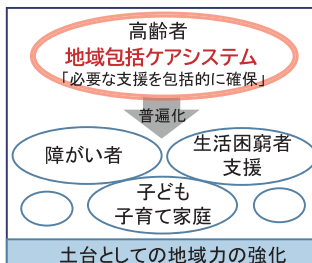 高齢者
地域包括ケアシステム
「必要な支援を包括的に確保」
普遍化
障がい者
生活困窮者
支援
子ども
子育て家庭
土台としての地域力の強化